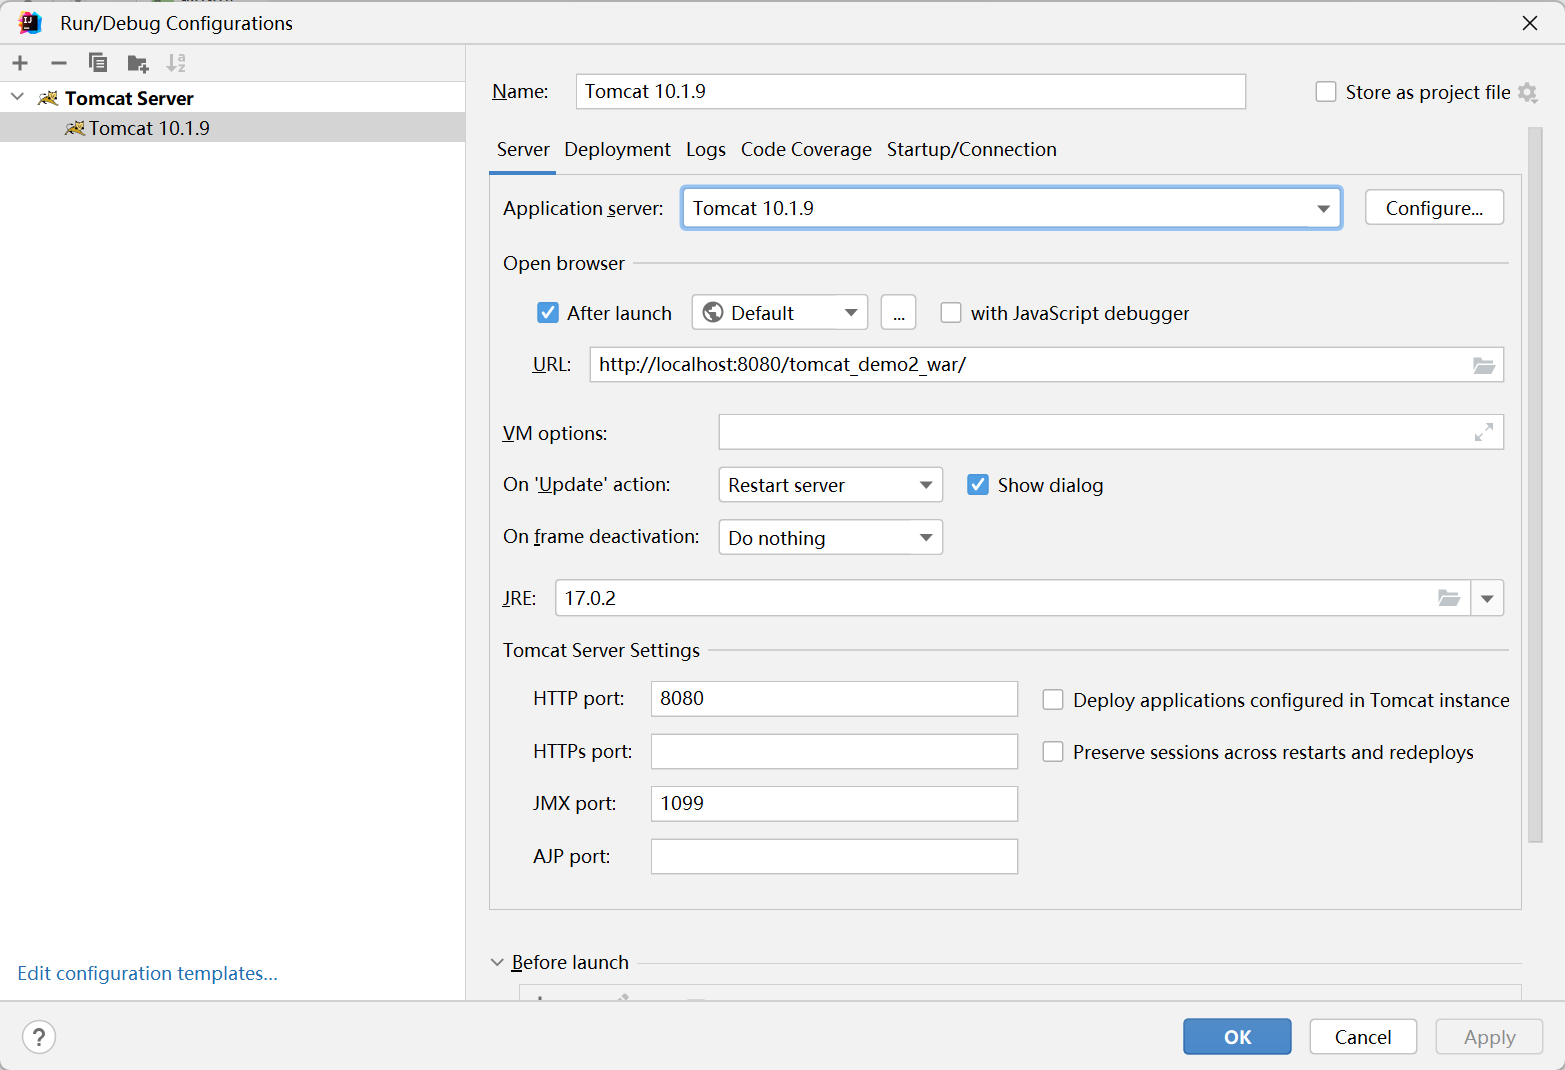 Run/Debug Configurations
Tomcat Server
Tomcat 10.1.9
Edit configuration templates...
Name: Tomcat 10.1.9 Store as project file
Server Deployment Logs Code Coverage Startup/Connection
Application server: Tomcat 10.1.9 Configure...
Open browser
After launch Default ... with JavaScript debugger
URL: http://localhost:8080/tomcat_demo2_war/
VM options:
On 'Update' action: Restart server Show dialog
On frame deactivation: Do nothing
JRE: 17.0.2
Tomcat Server Settings
HTTP port: 8080 Deploy applications configured in Tomcat instance
HTTPs port: Preserve sessions across restarts and redeploys
JMX port: 1099
AJP port:
Before launch
? OK Cancel Apply